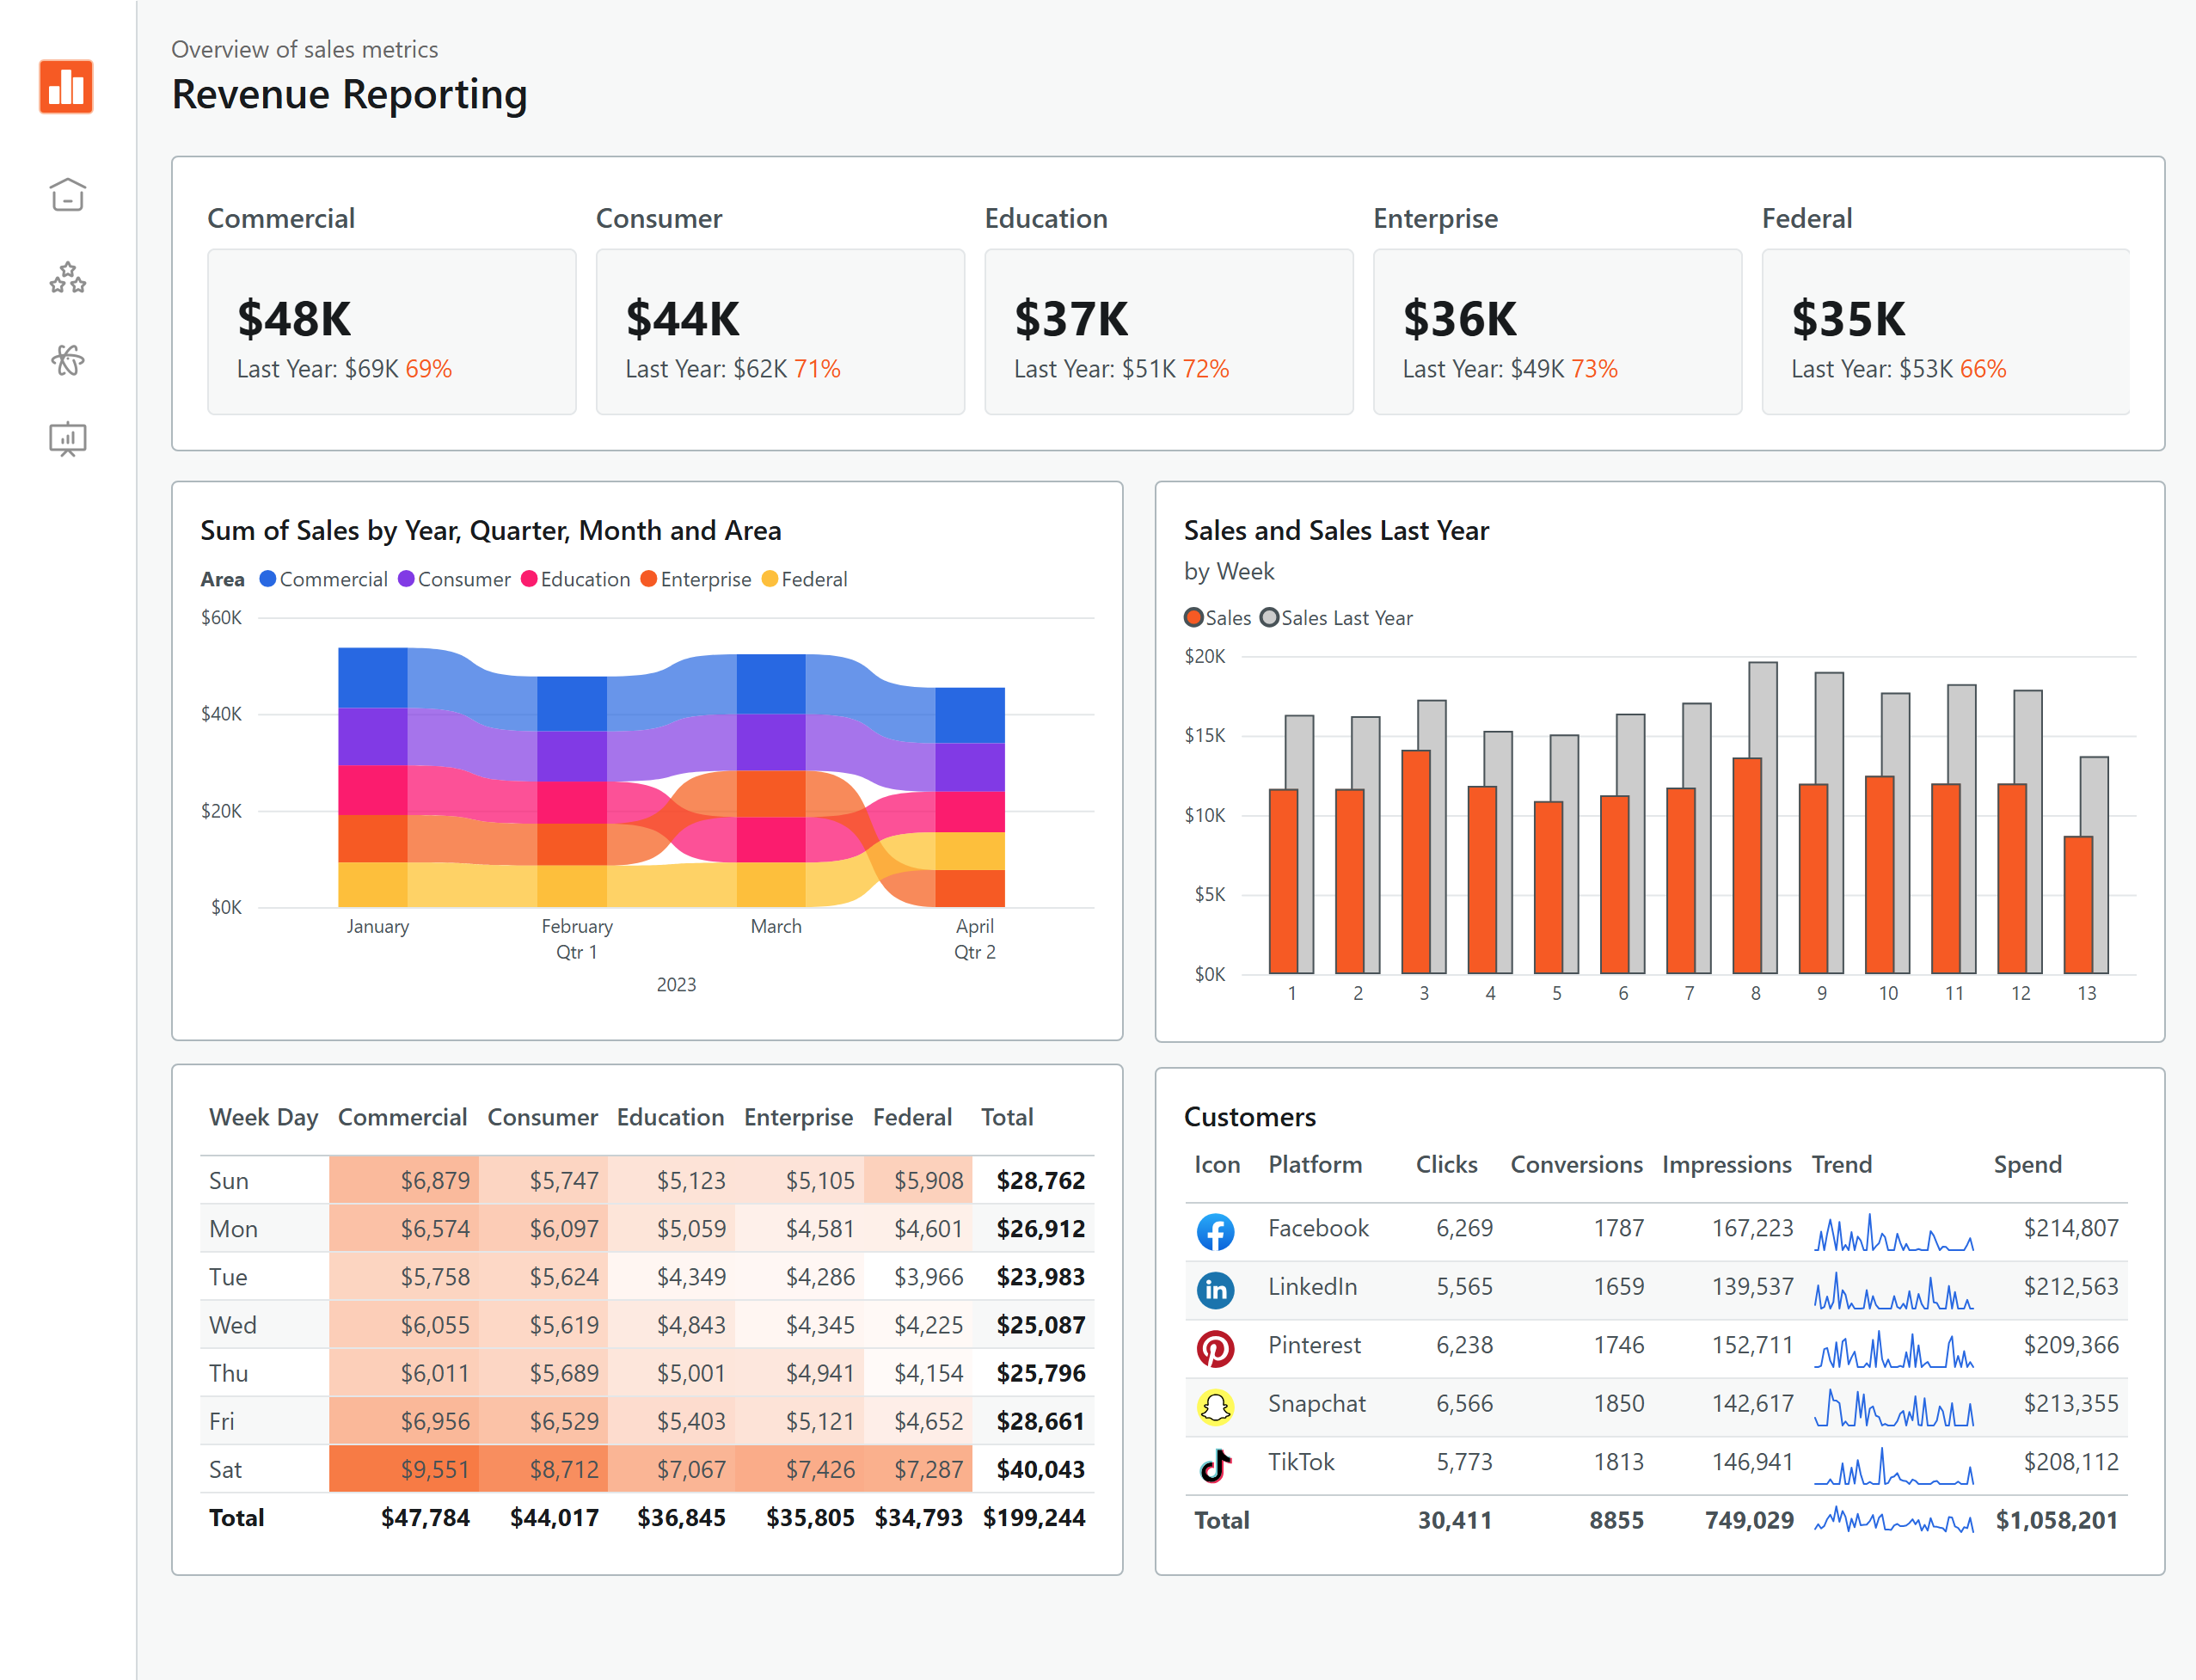 Overview of sales metrics
Revenue Reporting
Commercial Consumer Education Enterprise Federal
$48K $44K $37K $36K $35K
Last Year: $69K 69% Last Year: $62K 71% Last Year: $51K 72% Last Year: $49K 73% Last Year: $53K 66%
Sum of Sales by Year, Quarter, Month and Area
Area Commercial Consumer Education Enterprise Federal
$60K
$40K
$20K
$0K
January February March April
Qtr 1 Qtr 2
2023
Sales and Sales Last Year
by Week
Sales Sales Last Year
$20K
$15K
$10K
$5K
$0K
1 2 3 4 5 6 7 8 9 10 11 12 13
Week Day Commercial Consumer Education Enterprise Federal Total
Sun $6,879 $5,747 $5,123 $5,105 $5,908 $28,762
Mon $6,574 $6,097 $5,059 $4,581 $4,601 $26,912
Tue $5,758 $5,624 $4,349 $4,286 $3,966 $23,983
Wed $6,055 $5,619 $4,843 $4,345 $4,225 $25,087
Thu $6,011 $5,689 $5,001 $4,941 $4,154 $25,796
Fri $6,956 $6,529 $5,403 $5,121 $4,652 $28,661
Sat $9,551 $8,712 $7,067 $7,426 $7,287 $40,043
Total $47,784 $44,017 $36,845 $35,805 $34,793 $199,244
Customers
Icon Platform Clicks Conversions Impressions Trend Spend
Facebook 6,269 1787 167,223 $214,807
in LinkedIn 5,565 1659 139,537 $212,563
Pinterest 6,238 1746 152,711 $209,366
Snapchat 6,566 1850 142,617 $213,355
TikTok 5,773 1813 146,941 $208,112
Total 30,411 8855 749,029 $1,058,201